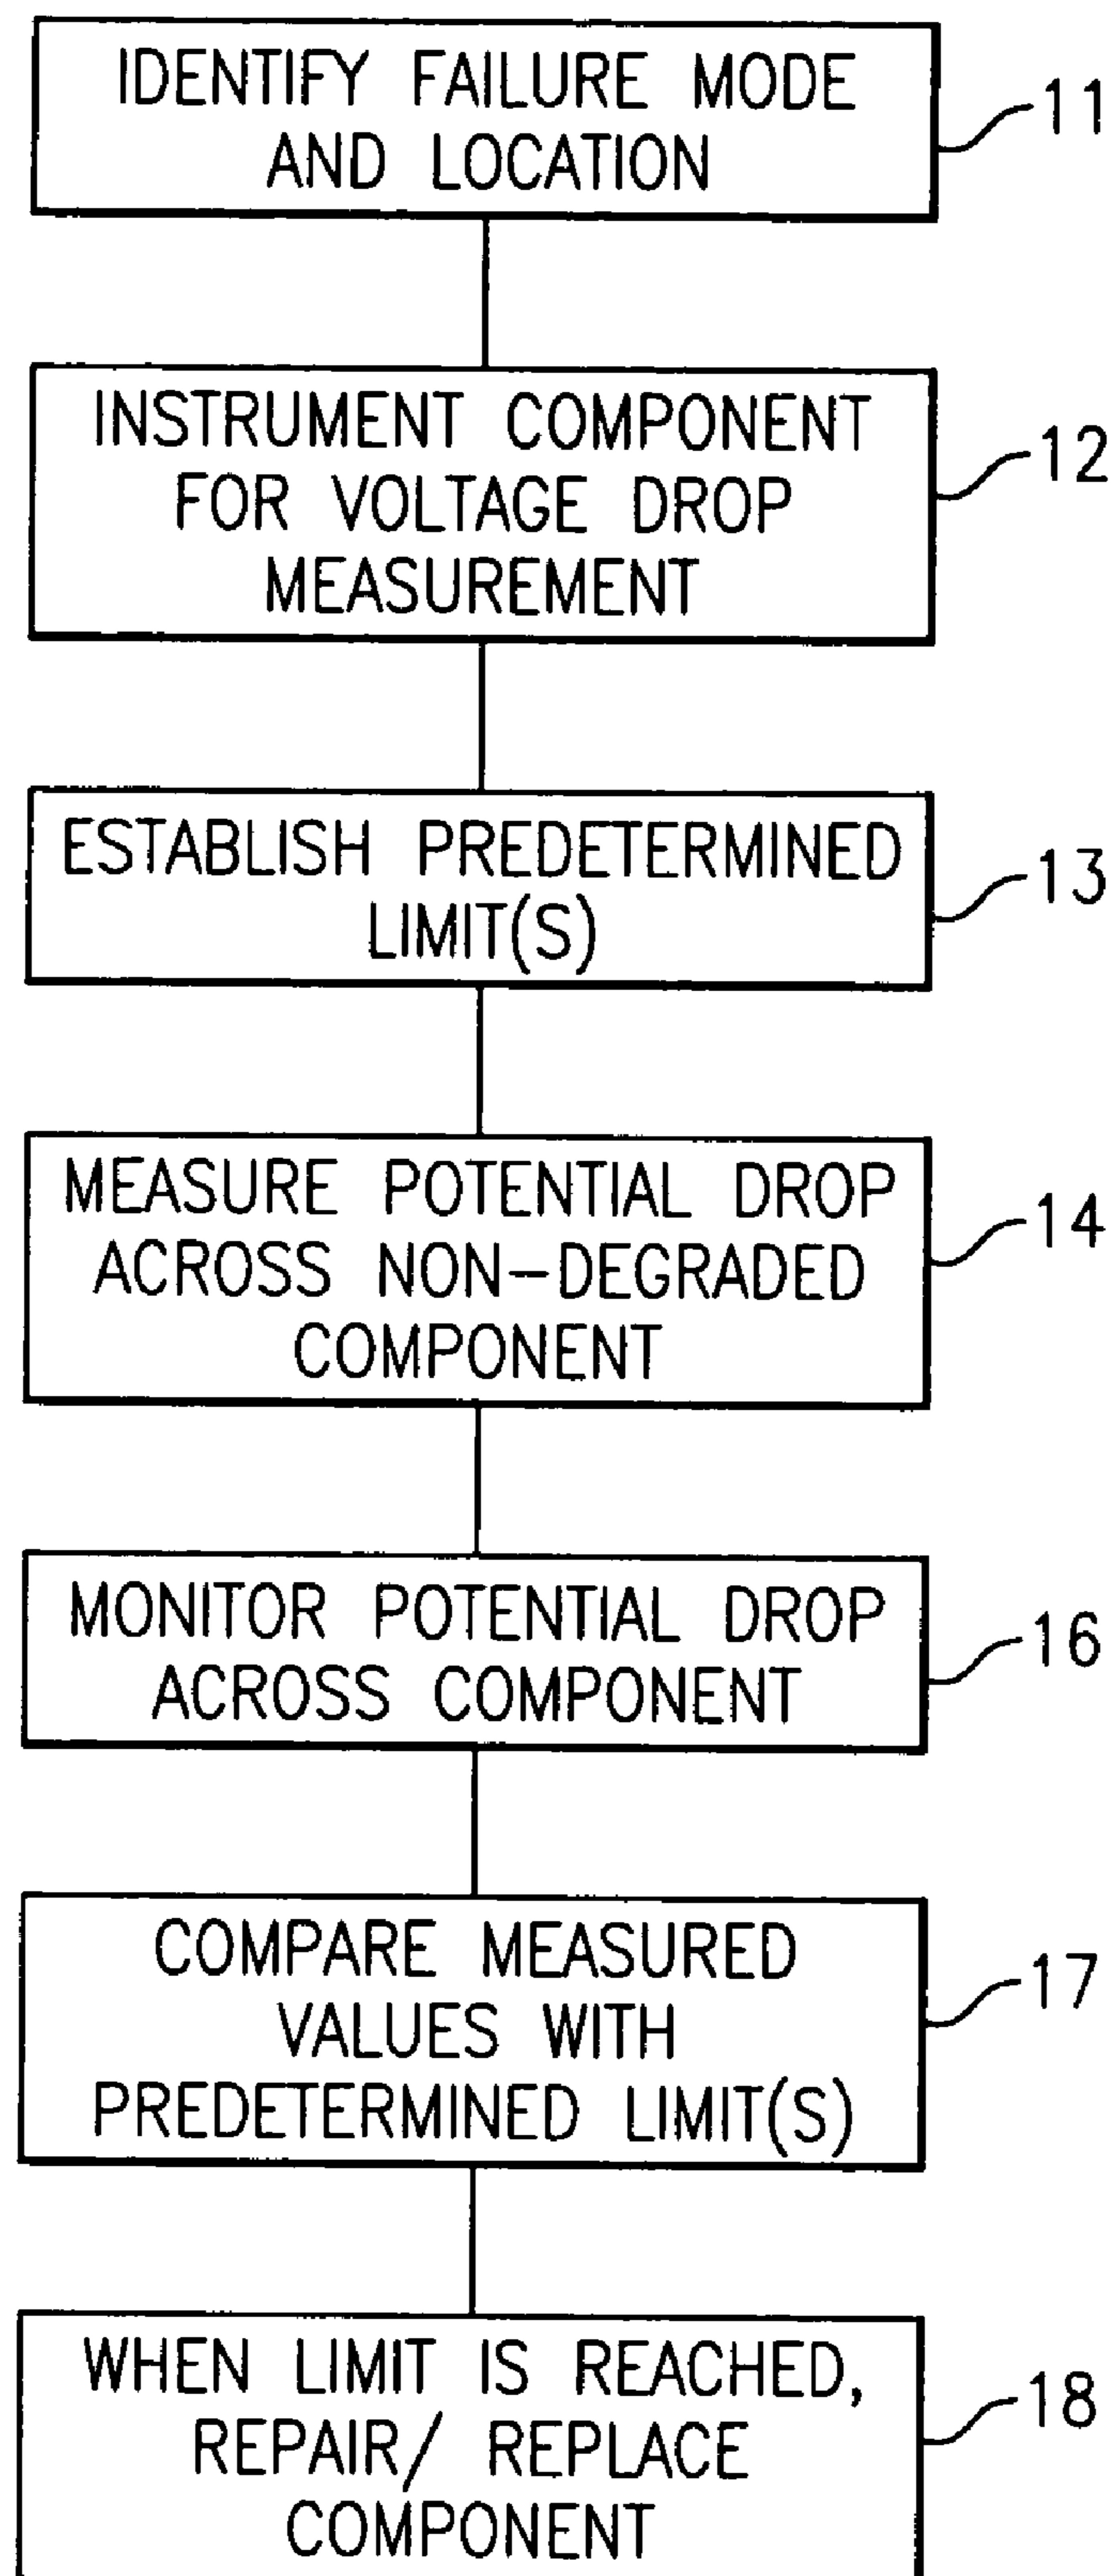 IDENTIFY FAILURE MODE
AND LOCATION
11
INSTRUMENT COMPONENT
FOR VOLTAGE DROP
MEASUREMENT
12
ESTABLISH PREDETERMINED
LIMIT(S)
13
MEASURE POTENTIAL DROP
ACROSS NON-DEGRADED
COMPONENT
14
MONITOR POTENTIAL DROP
ACROSS COMPONENT
16
COMPARE MEASURED
VALUES WITH
PREDETERMINED LIMIT(S)
17
WHEN LIMIT IS REACHED,
REPAIR/ REPLACE
COMPONENT
18